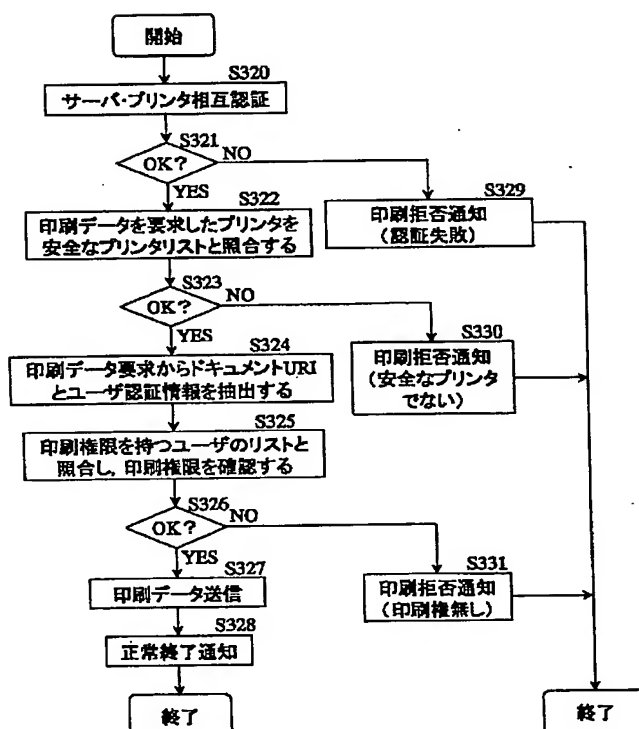 開始
S320
サーバ・プリンタ相互認証
S321
OK?
NO
YES
S322
印刷データを要求したプリンタを
安全なプリンタリストと照合する
S329
印刷拒否通知
(認証失敗)
S323
OK?
NO
YES
S324
印刷データ要求からドキュメントURI
とユーザ認証情報を抽出する
S330
印刷拒否通知
(安全なプリンタ
でない)
S325
印刷権限を持つユーザのリストと
照合し，印刷権限を確認する
S326
OK?
NO
YES
S327
印刷データ送信
S331
印刷拒否通知
(印刷権無し)
S328
正常終了通知
終了
終了